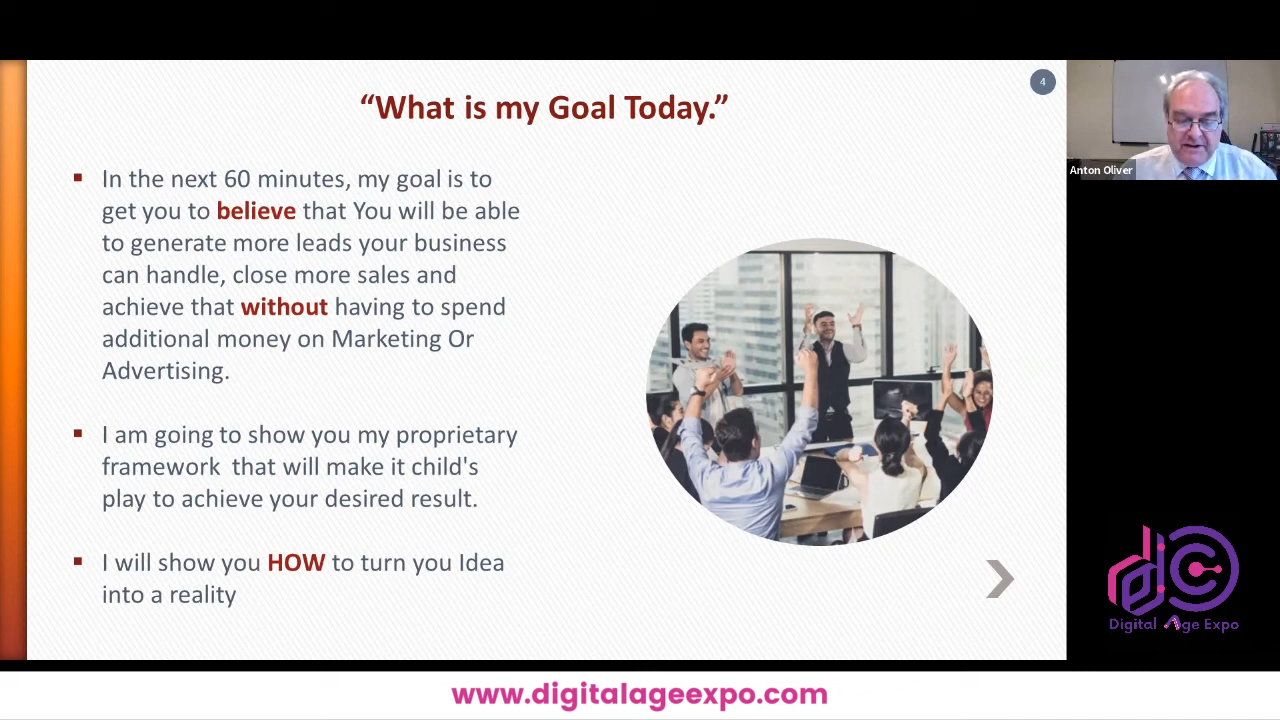 4
“What is my Goal Today.”
In the next 60 minutes, my goal is to
get you to believe that You will be able
to generate more leads your business
can handle, close more sales and
achieve that without having to spend
additional money on Marketing Or
Advertising.
I am going to show you my proprietary
framework  that will make it child's
play to achieve your desired result.
I will show you HOW to turn you Idea
into a reality
Anton Oliver
Digital Age Expo
www.digitalageexpo.com